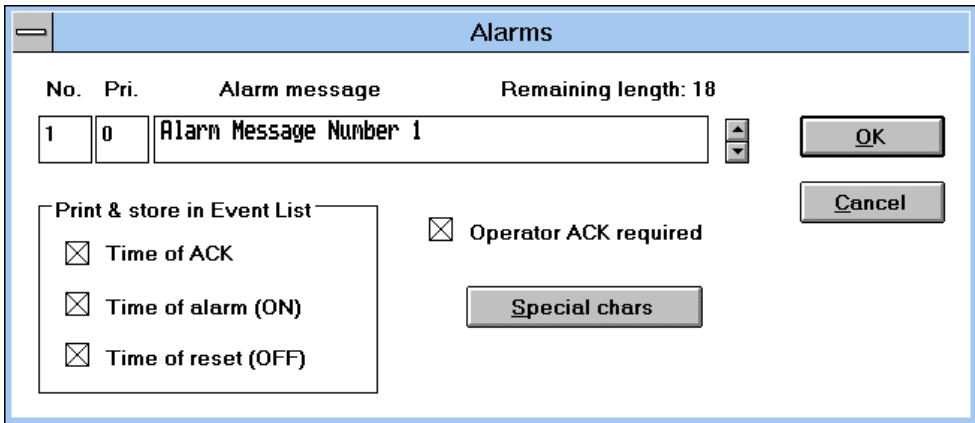 Alarms
No. Pri. Alarm message Remaining length: 18
1 0 Alarm Message Number 1
OK
Cancel
Print & store in Event List
Time of ACK
Time of alarm (ON)
Time of reset (OFF)
Operator ACK required
Special chars